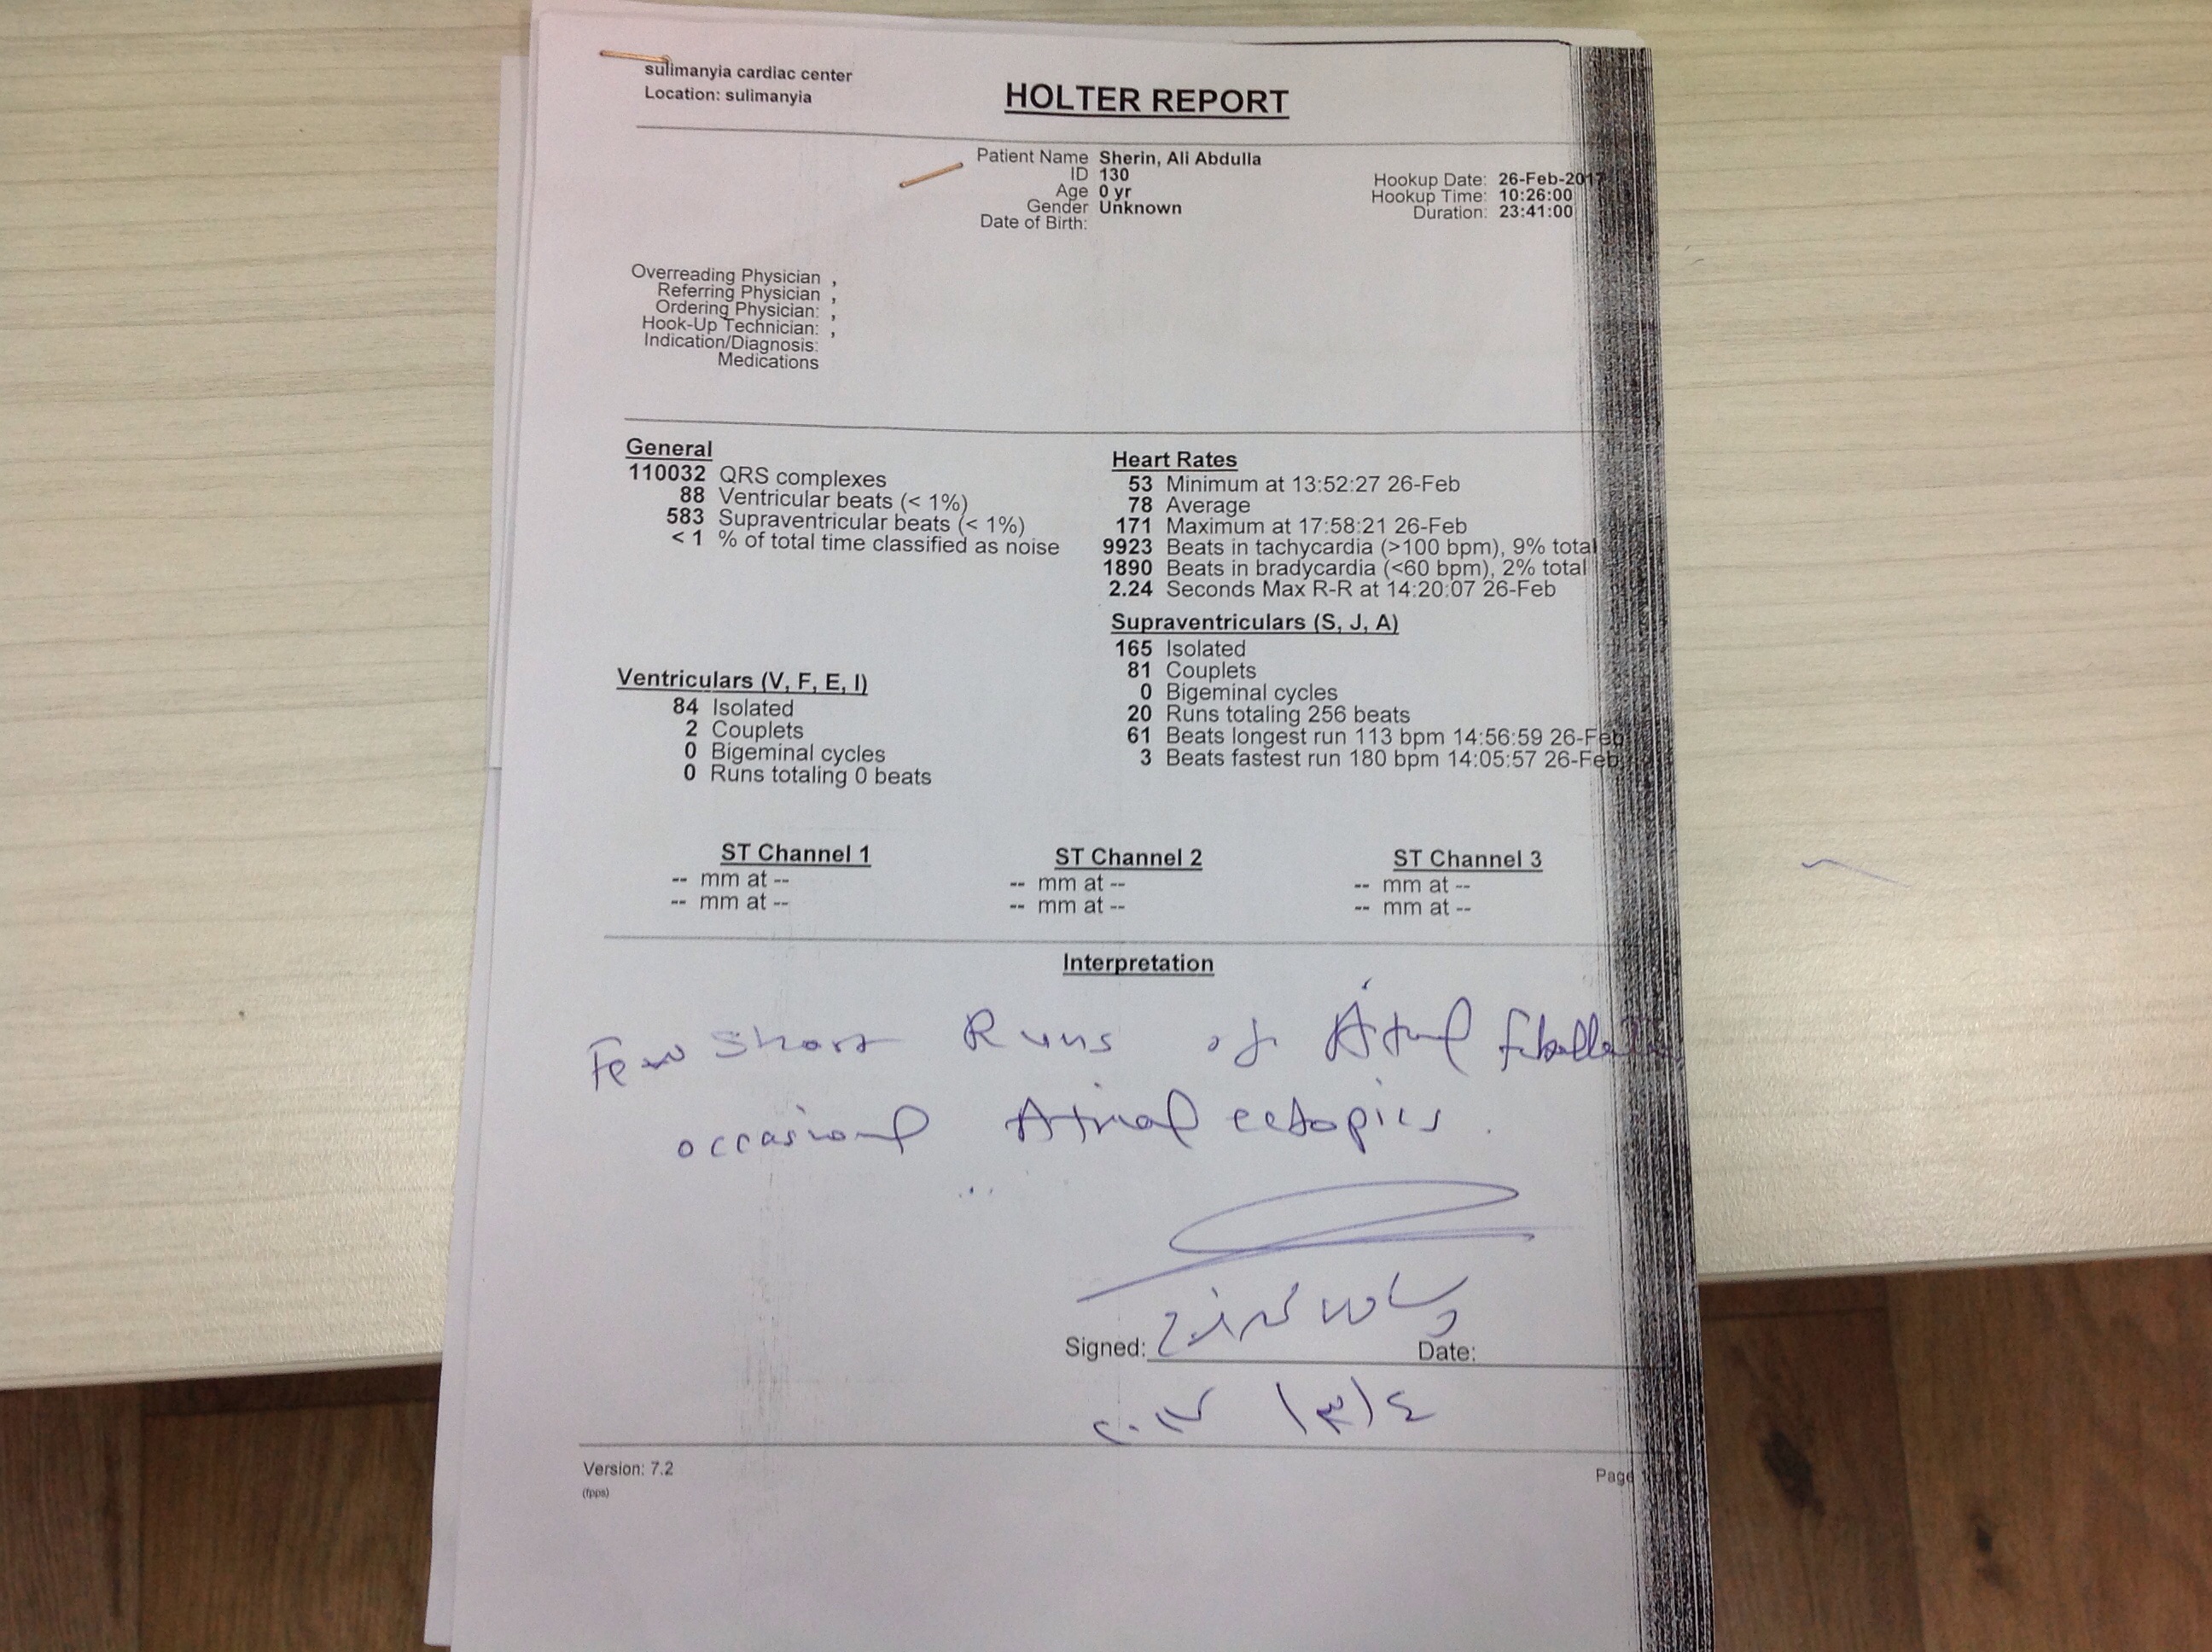 sulimanyia cardiac center
Location: sulimanyia
HOLTER REPORT
Patient Name Sherin, Ali Abdulla
ID 130
Age 0 yr
Gender Unknown
Date of Birth:
Hookup Date: 26-Feb-2017
Hookup Time: 10:26:00
Duration: 23:41:00
Overreading Physician ,
Referring Physician ,
Ordering Physician: ,
Hook-Up Technician: ,
Indication/Diagnosis:
Medications
General
110032 QRS complexes
88 Ventricular beats (< 1%)
583 Supraventricular beats (< 1%)
< 1 % of total time classified as noise
Heart Rates
53 Minimum at 13:52:27 26-Feb
78 Average
171 Maximum at 17:58:21 26-Feb
9923 Beats in tachycardia (>100 bpm), 9% total
1890 Beats in bradycardia (<60 bpm), 2% total
2.24 Seconds Max R-R at 14:20:07 26-Feb
Ventriculars (V, F, E, I)
84 Isolated
2 Couplets
0 Bigeminal cycles
0 Runs totaling 0 beats
Supraventriculars (S, J, A)
165 Isolated
81 Couplets
0 Bigeminal cycles
20 Runs totaling 256 beats
61 Beats longest run 113 bpm 14:56:59 26-Feb
3 Beats fastest run 180 bpm 14:05:57 26-Feb
ST Channel 1
-- mm at --
-- mm at --
ST Channel 2
-- mm at --
-- mm at --
ST Channel 3
-- mm at --
-- mm at --
Interpretation
Few short Runs of Atrial
occasional Atrial ectopics.
Signed:
Date:
٢٠١٧ /٣/٤
Version: 7.2
(fpps)
Page